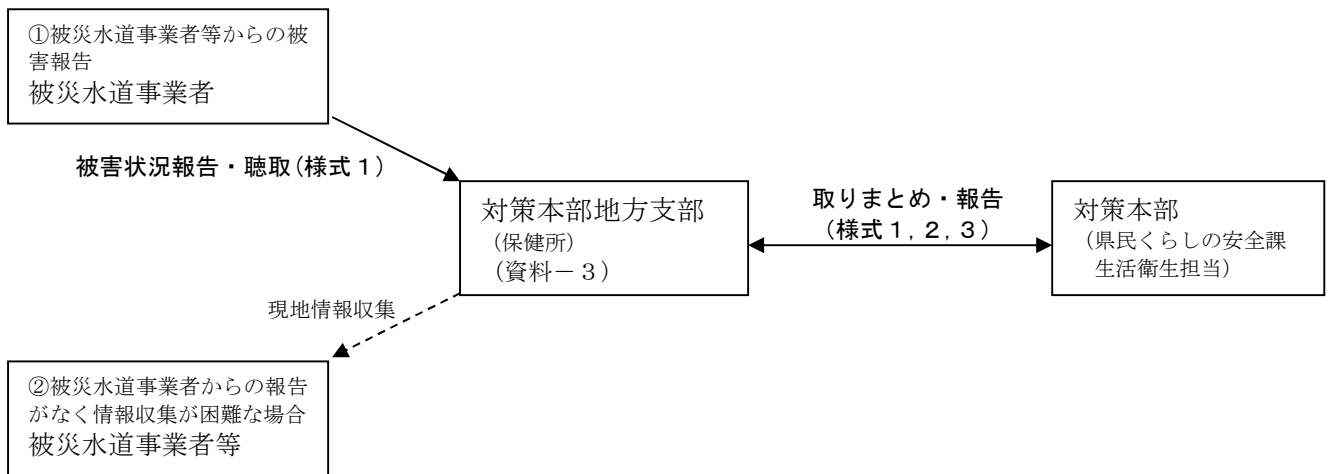 ①被災水道事業者等からの被
害報告
被災水道事業者
被害状況報告・聴取(様式１)
対策本部地方支部
（保健所）
（資料－３）
取りまとめ・報告
(様式１,２,３)
対策本部
（県民くらしの安全課
生活衛生担当）
現地情報収集
②被災水道事業者からの報告
がなく情報収集が困難な場合
被災水道事業者等